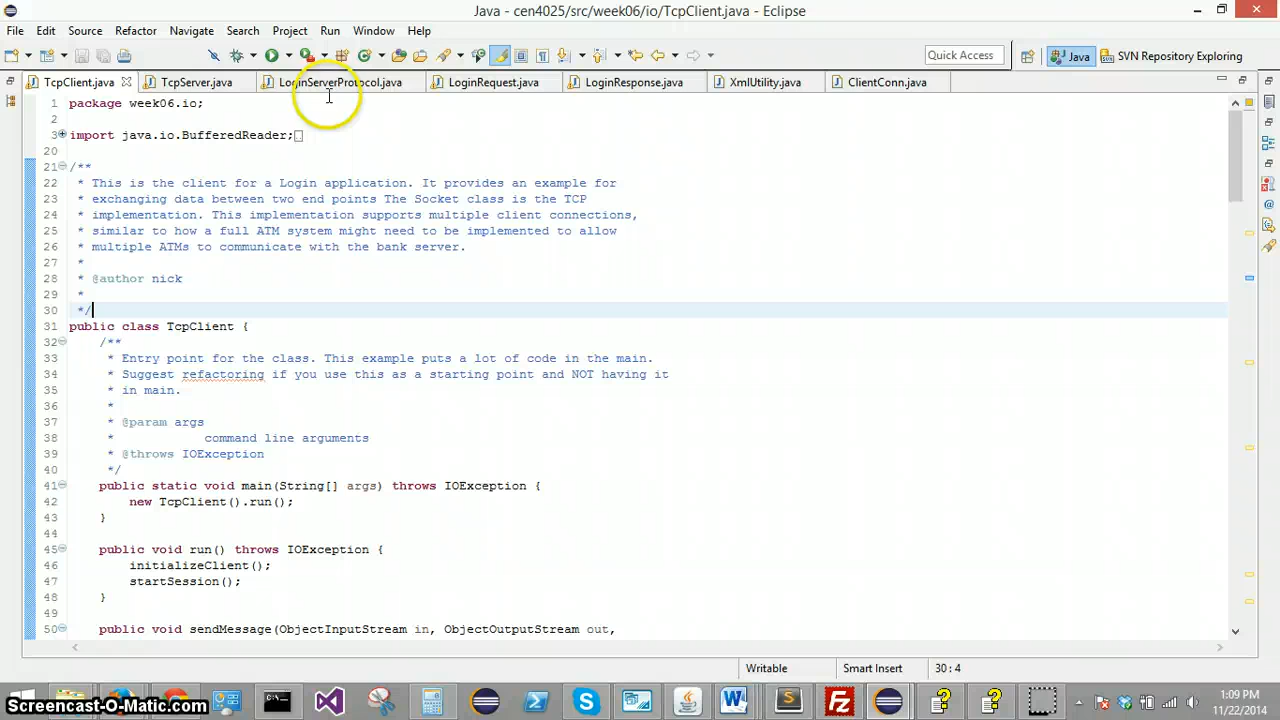 Java - cen4025/src/week06/io/TcpClient.java - Eclipse
File Edit Source Refactor Navigate Search Project Run Window Help
Quick Access Java SVN Repository Exploring
TcpClient.java TcpServer.java LoginServerProtocol.java LoginRequest.java LoginResponse.java XmlUtility.java ClientConn.java
1 package week06.io;
2
3 import java.io.BufferedReader;
20
21 /**
22 * This is the client for a Login application. It provides an example for
23 * exchanging data between two end points The Socket class is the TCP
24 * implementation. This implementation supports multiple client connections,
25 * similar to how a full ATM system might need to be implemented to allow
26 * multiple ATMs to communicate with the bank server.
27 *
28 * @author nick
29 *
30 */
31 public class TcpClient {
32 /**
33 * Entry point for the class. This example puts a lot of code in the main.
34 * Suggest refactoring if you use this as a starting point and NOT having it
35 * in main.
36 *
37 * @param args
38 * command line arguments
39 * @throws IOException
40 */
41 public static void main(String[] args) throws IOException {
42 new TcpClient().run();
43 }
44
45 public void run() throws IOException {
46 initializeClient();
47 startSession();
48 }
49
50 public void sendMessage(ObjectInputStream in, ObjectOutputStream out,
Writable Smart Insert 30 : 4
Screencast-O-Matic.com
1:09 PM
11/22/2014